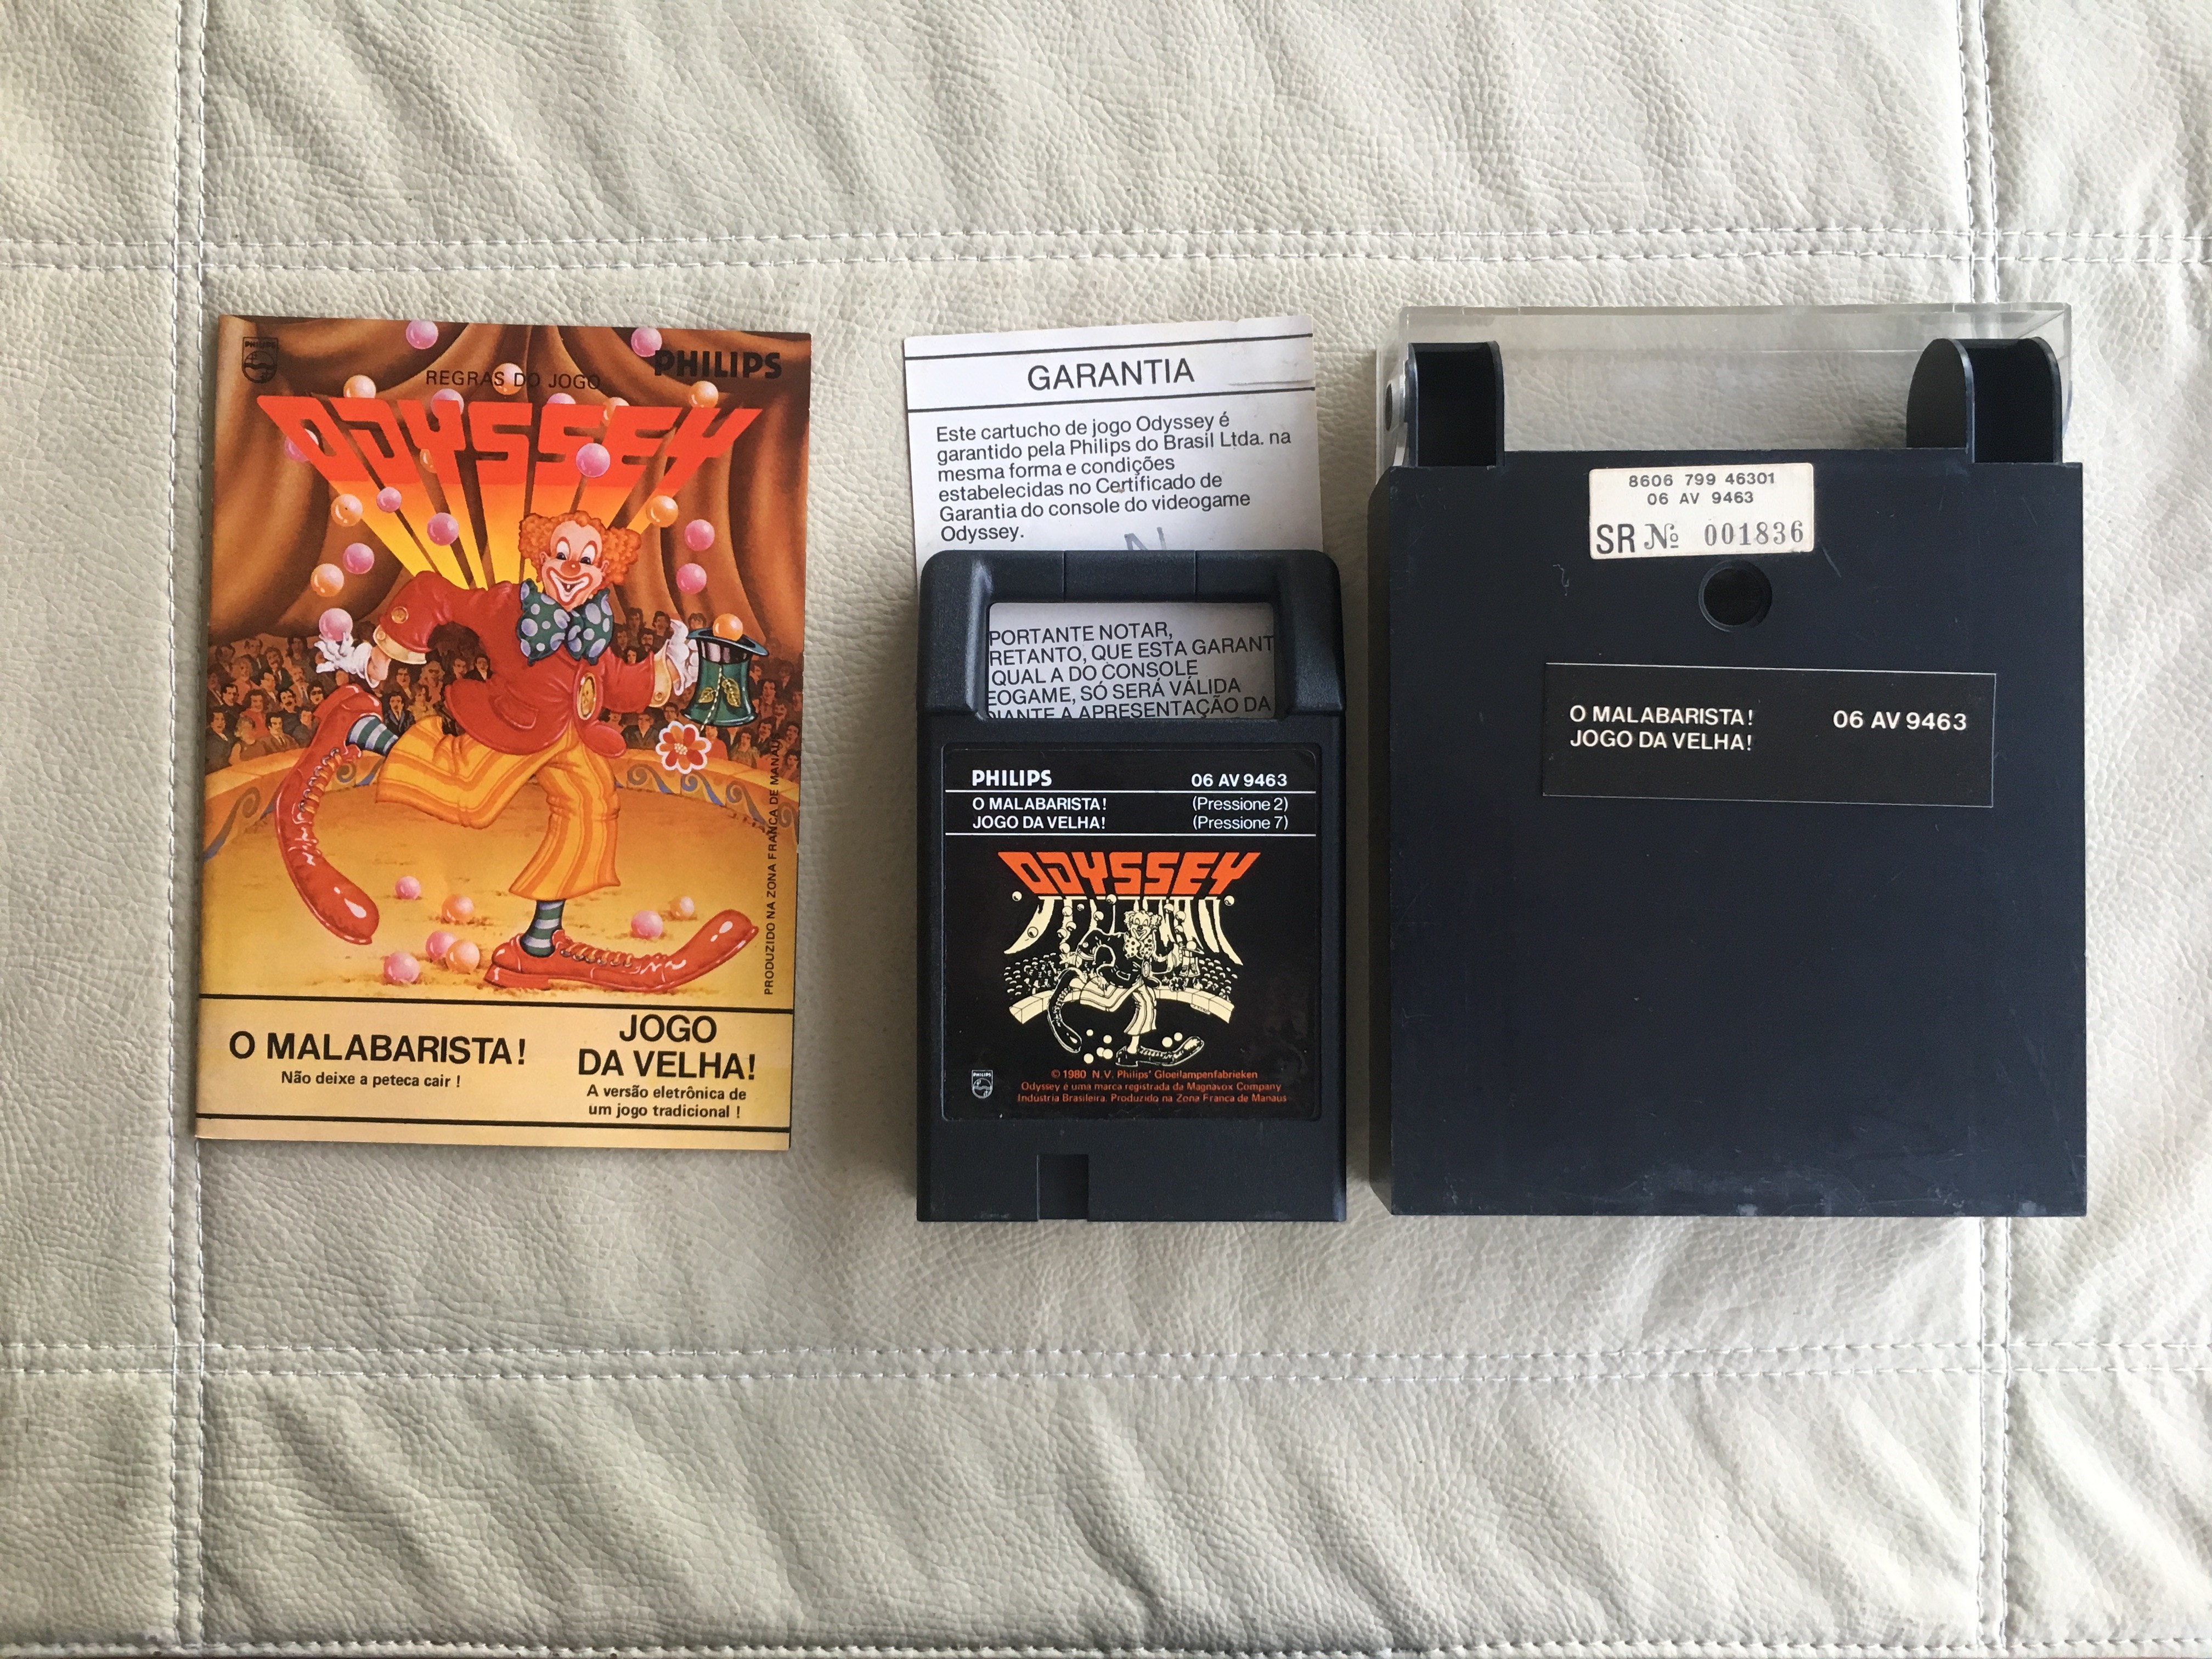 PHILIPS
PHILIPS
REGRAS DO JOGO
ODYSSEY
PRODUZIDO NA ZONA FRANCA DE MANAUS
O MALABARISTA!
Não deixe a peteca cair !
JOGO
DA VELHA!
A versão eletrônica de
um jogo tradicional !
GARANTIA
Este cartucho de jogo Odyssey é
garantido pela Philips do Brasil Ltda. na
mesma forma e condições
estabelecidas no Certificado de
Garantia do console do videogame
Odyssey.
PORTANTE NOTAR,
RETANTO, QUE ESTA GARANT
QUAL A DO CONSOLE
EOGAME, SÓ SERÁ VÁLIDA
DIANTE A APRESENTAÇÃO DA
PHILIPS 06 AV 9463
O MALABARISTA! (Pressione 2)
JOGO DA VELHA! (Pressione 7)
ODYSSEY
© 1980 N.V. Philips' Gloeilampenfabrieken
Odyssey é uma marca registrada da Magnavox Company
Indústria Brasileira. Produzido na Zona Franca de Manaus
PHILIPS
8606 799 46301
06 AV 9463
SR Nº 001836
O MALABARISTA! 06 AV 9463
JOGO DA VELHA!